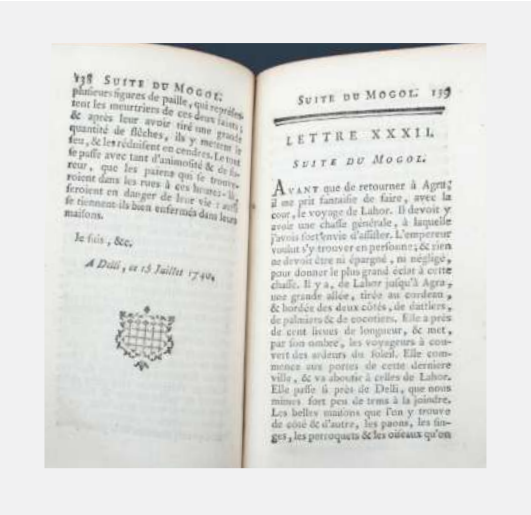 138 SUITE DU MOGOL.
plusieurs figures de paille, qui représen-
tent les meurtriers de ces deux saints;
& après leur avoir tiré une grande
quantité de flêches, ils y mettent le
feu, & les réduisent en cendres. Le tout
se passe avec tant d'animosité & de fu-
reur, que les païens qui se trouve-
roient dans les rues à ces heures-là,
seroient en danger de leur vie: aussi
se tiennent-ils bien enfermés dans leurs
maisons.
Je suis, &c.
A Delli, ce 15 Juillet 1740.
SUITE DU MOGOL. 139
LETTRE XXXII.
SUITE DU MOGOL.
AVANT que de retourner à Agra,
il me prit fantaisie de faire, avec la
cour, le voyage de Lahor. Il devoit y
avoir une chasse générale, à laquelle
j'avois fort envie d'assister. L'empereur
voulut s'y trouver en personne; & rien
ne devoit être ni épargné, ni négligé,
pour donner le plus grand éclat à cette
chasse. Il y a, de Lahor jusqu'à Agra,
une grande allée, tirée au cordeau,
& bordée des deux côtés, de dattiers,
de palmiers & de cocotiers. Elle a près
de cent lieues de longueur, & met,
par son ombre, les voyageurs à cou-
vert des ardeurs du soleil. Elle com-
mence aux portes de cette derniere
ville, & va aboutir à celles de Lahor.
Elle passe si près de Delli, que nous
mîmes fort peu de tems à la joindre.
Les belles maisons que l'on y trouve
de côté & d'autre, les paons, les sin-
ges, les perroquets & les oiseaux qu'on